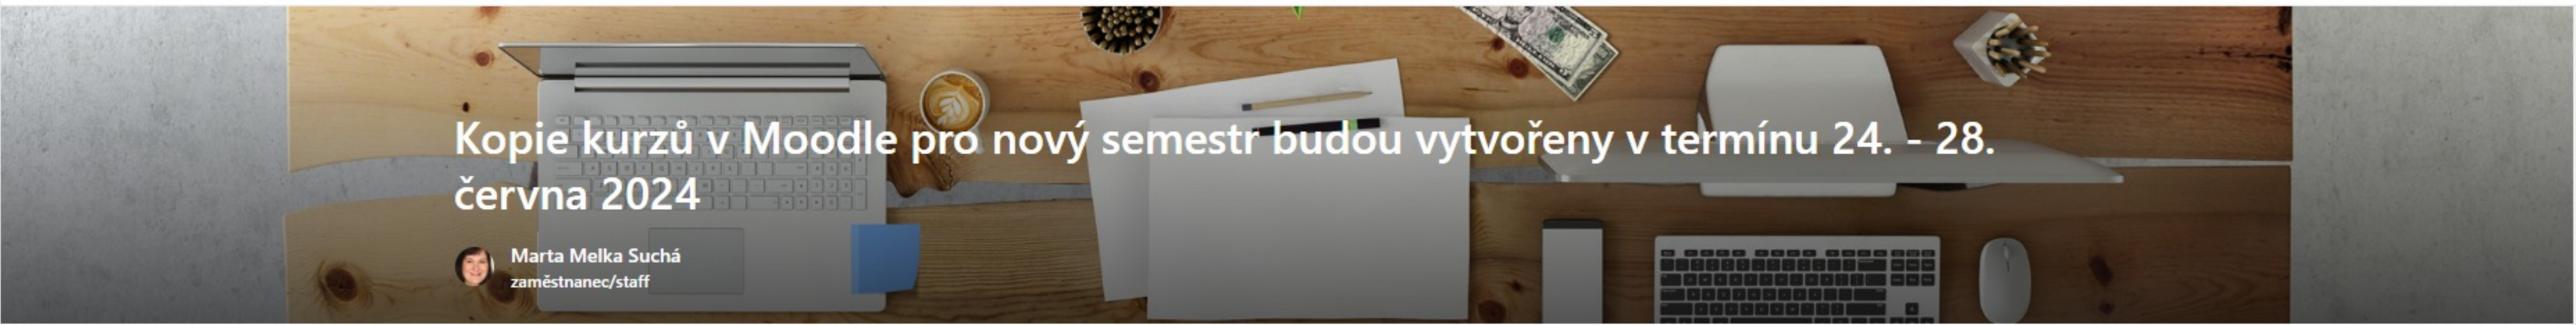 Kopie kurzů v Moodle pro nový semestr budou vytvořeny v termínu 24. - 28.
června 2024
Marta Melka Suchá
zaměstnanec/staff